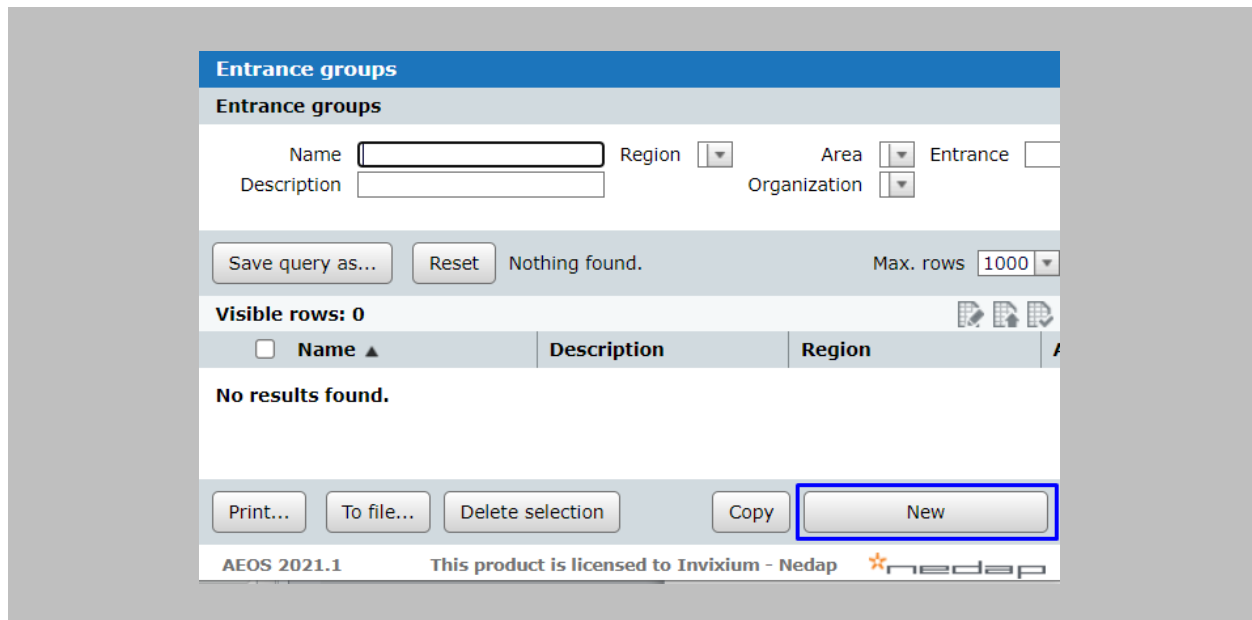 Entrance groups
Entrance groups
Name Region Area Entrance
Description Organization
Save query as... Reset Nothing found. Max. rows 1000
Visible rows: 0
Name ▲ Description Region
No results found.
Print... To file... Delete selection Copy New
AEOS 2021.1 This product is licensed to Invixium - Nedap nedap